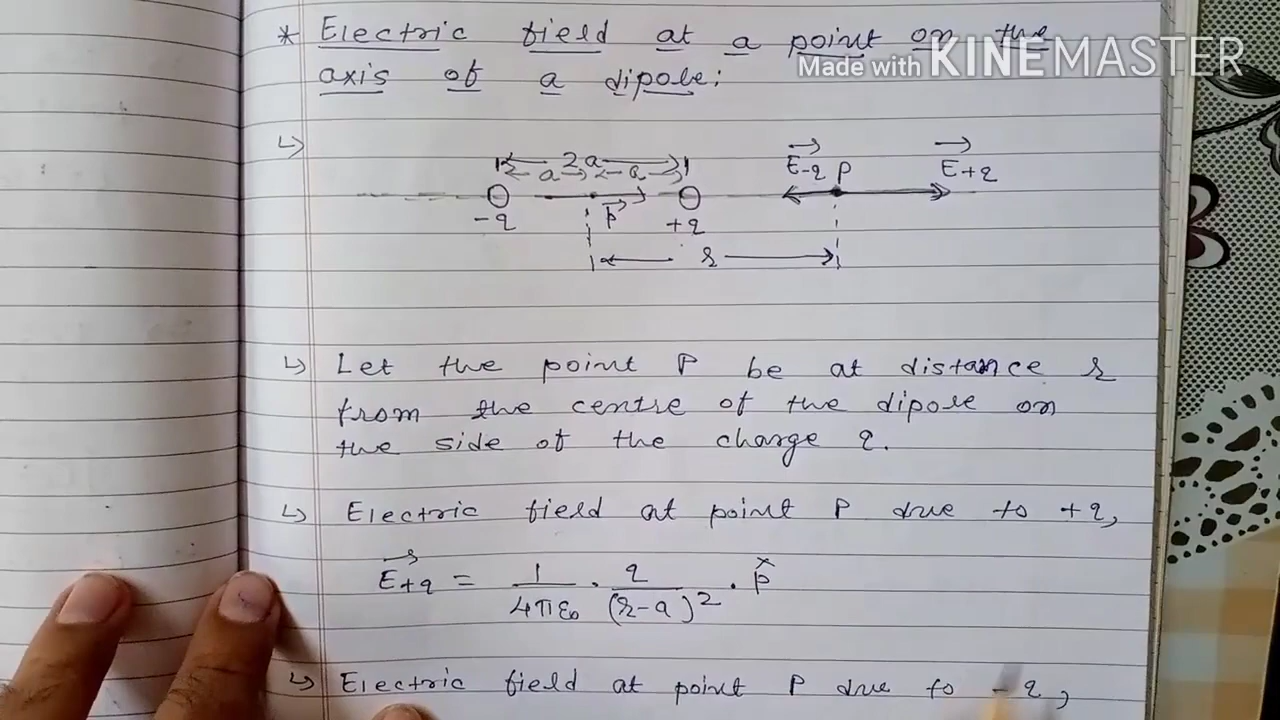 * Electric field at a point on the
Made with KINEMASTER
axis of a dipole:
↳
2a
a a
E⃗-q P E⃗+q
-q p⃗ +q
r
↳ Let the point P be at distance r
from the centre of the dipole on
the side of the charge q.
↳ Electric field at point P due to +q,
E⃗+q = 1/4πε₀ · q/(r-a)² · p̂
↳ Electric field at point P due to -q,